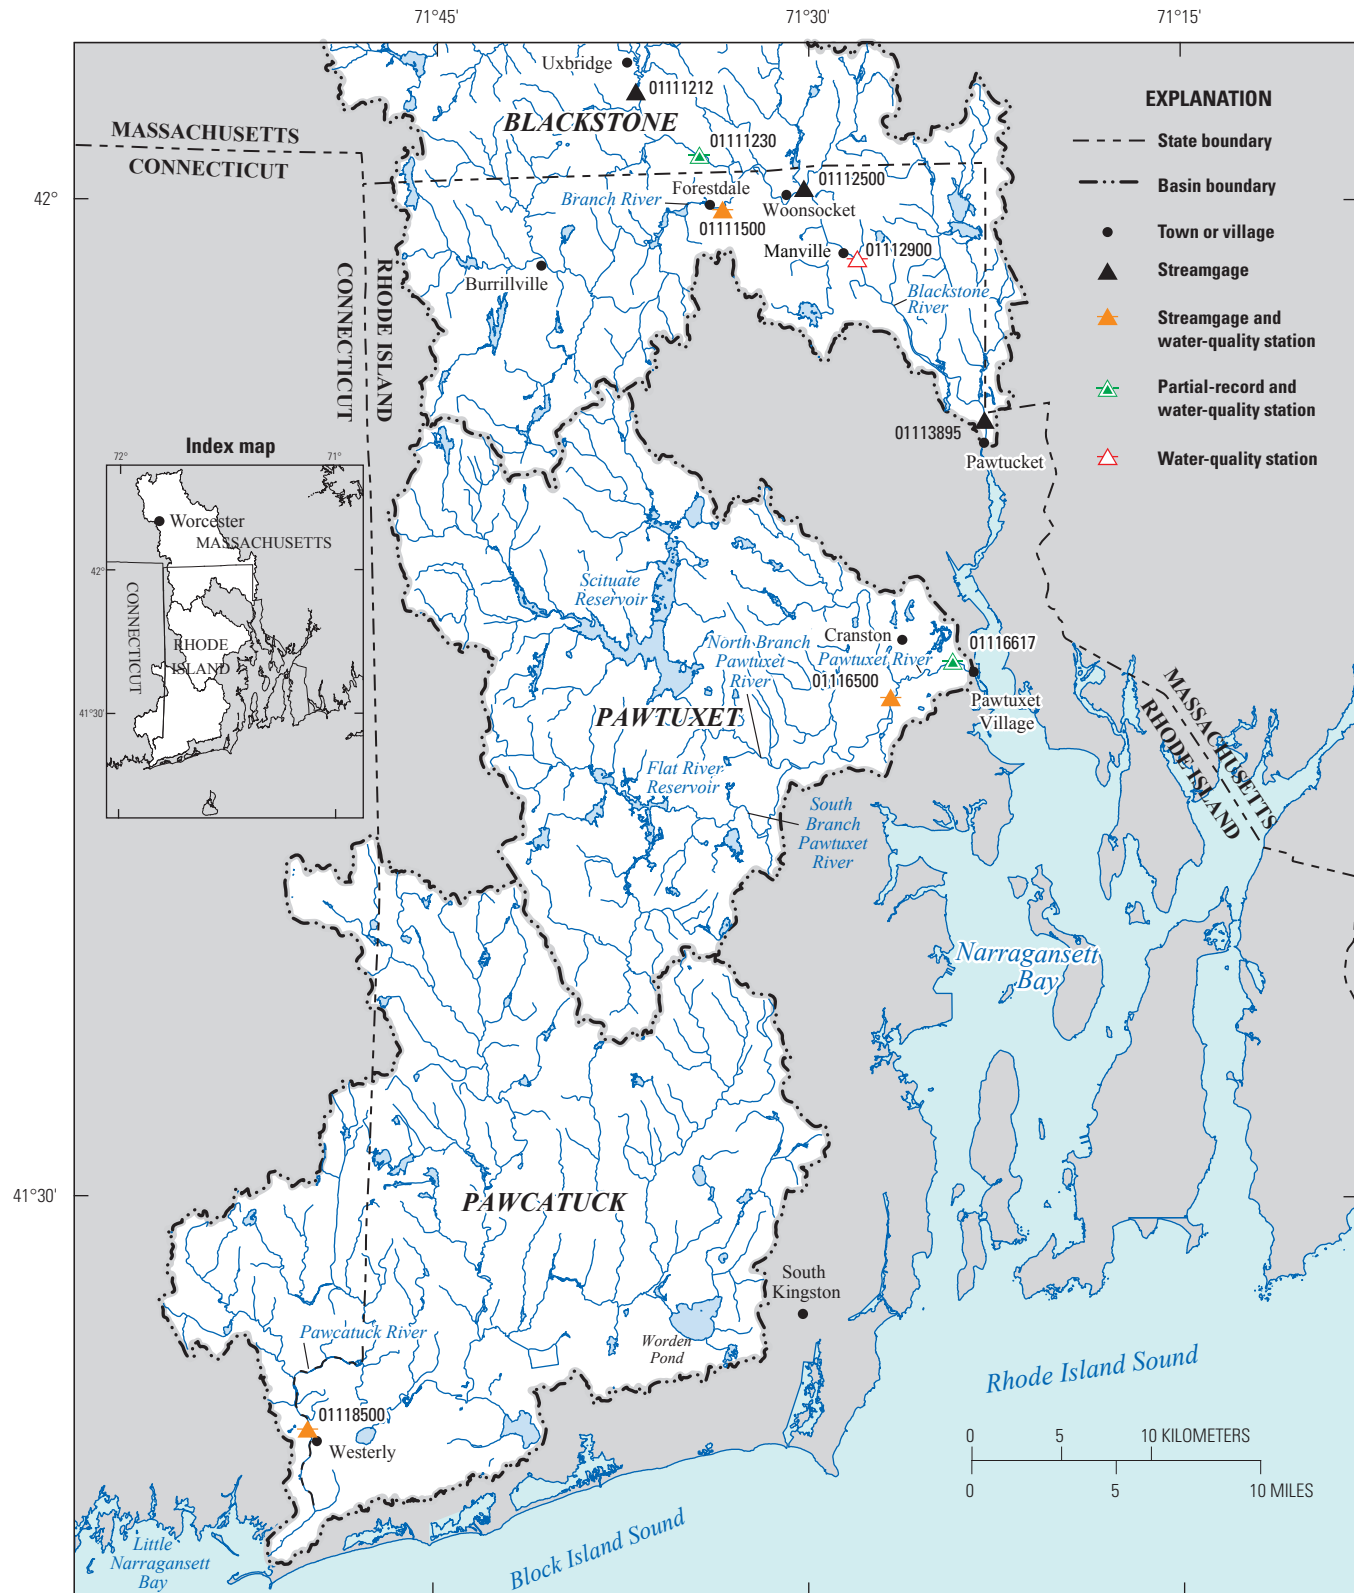 71°45'
71°30'
71°15'
Uxbridge
01111212
BLACKSTONE
MASSACHUSETTS
CONNECTICUT
01111230
42°
Forestdale
Branch River
01111500
01112500
Woonsocket
Manville
01112900
Burrillville
Blackstone
River
CONNECTICUT
RHODE ISLAND
01113895
Pawtucket
EXPLANATION
State boundary
Basin boundary
Town or village
Streamgage
Streamgage and
water-quality station
Partial-record and
water-quality station
Water-quality station
Index map
72°
71°
Worcester
MASSACHUSETTS
42°
CONNECTICUT
RHODE
ISLAND
41°30'
Scituate
Reservoir
North Branch
Pawtuxet
River
Cranston
Pawtuxet River
01116617
01116500
Pawtuxet
Village
PAWTUXET
Flat River
Reservoir
South
Branch
Pawtuxet
River
MASSACHUSETTS
RHODE ISLAND
Narragansett
Bay
41°30'
PAWCATUCK
South
Kingston
Pawcatuck River
Worden
Pond
01118500
Westerly
Rhode Island Sound
0 5 10 KILOMETERS
0 5 10 MILES
Little
Narragansett
Bay
Block Island Sound